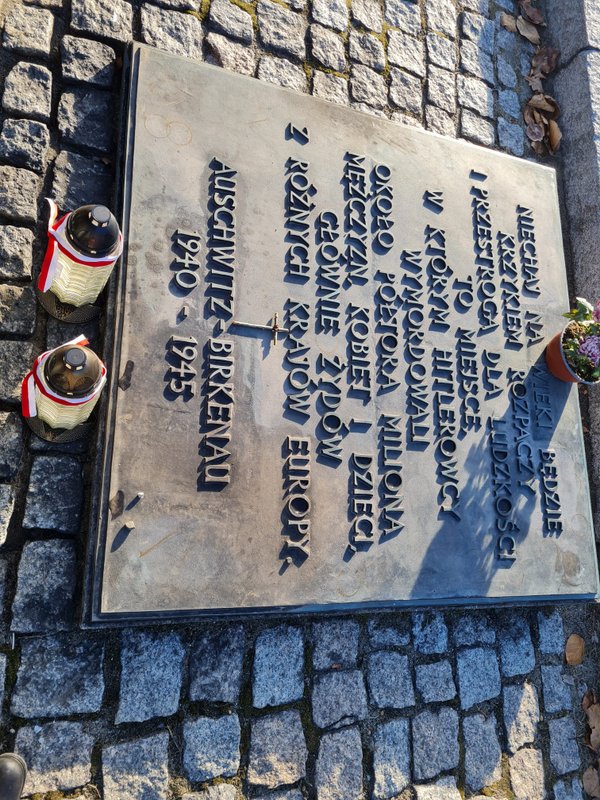 NIECHAJ NA WIEKI BĘDZIE
KRZYKIEM ROZPACZY
I PRZESTROGĄ DLA LUDZKOŚCI
TO MIEJSCE
W KTÓRYM HITLEROWCY
WYMORDOWALI
OKOŁO PÓŁTORA MILIONA
MĘŻCZYZN, KOBIET I DZIECI,
GŁÓWNIE ŻYDÓW
Z RÓŻNYCH KRAJÓW EUROPY.
AUSCHWITZ-BIRKENAU
1940 - 1945